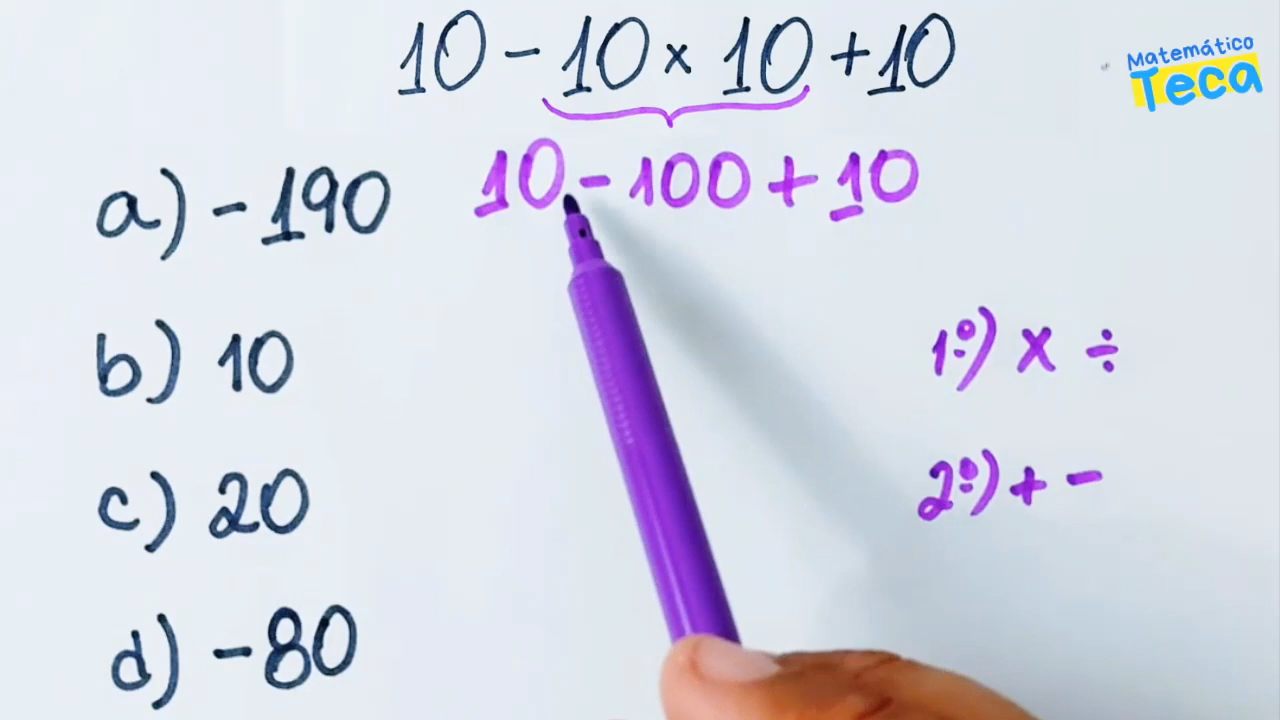 10 - 10 × 10 + 10
Matemático
Teca
10 - 100 + 10
a) -190
b) 10
c) 20
d) -80
1º) × ÷
2º) + -